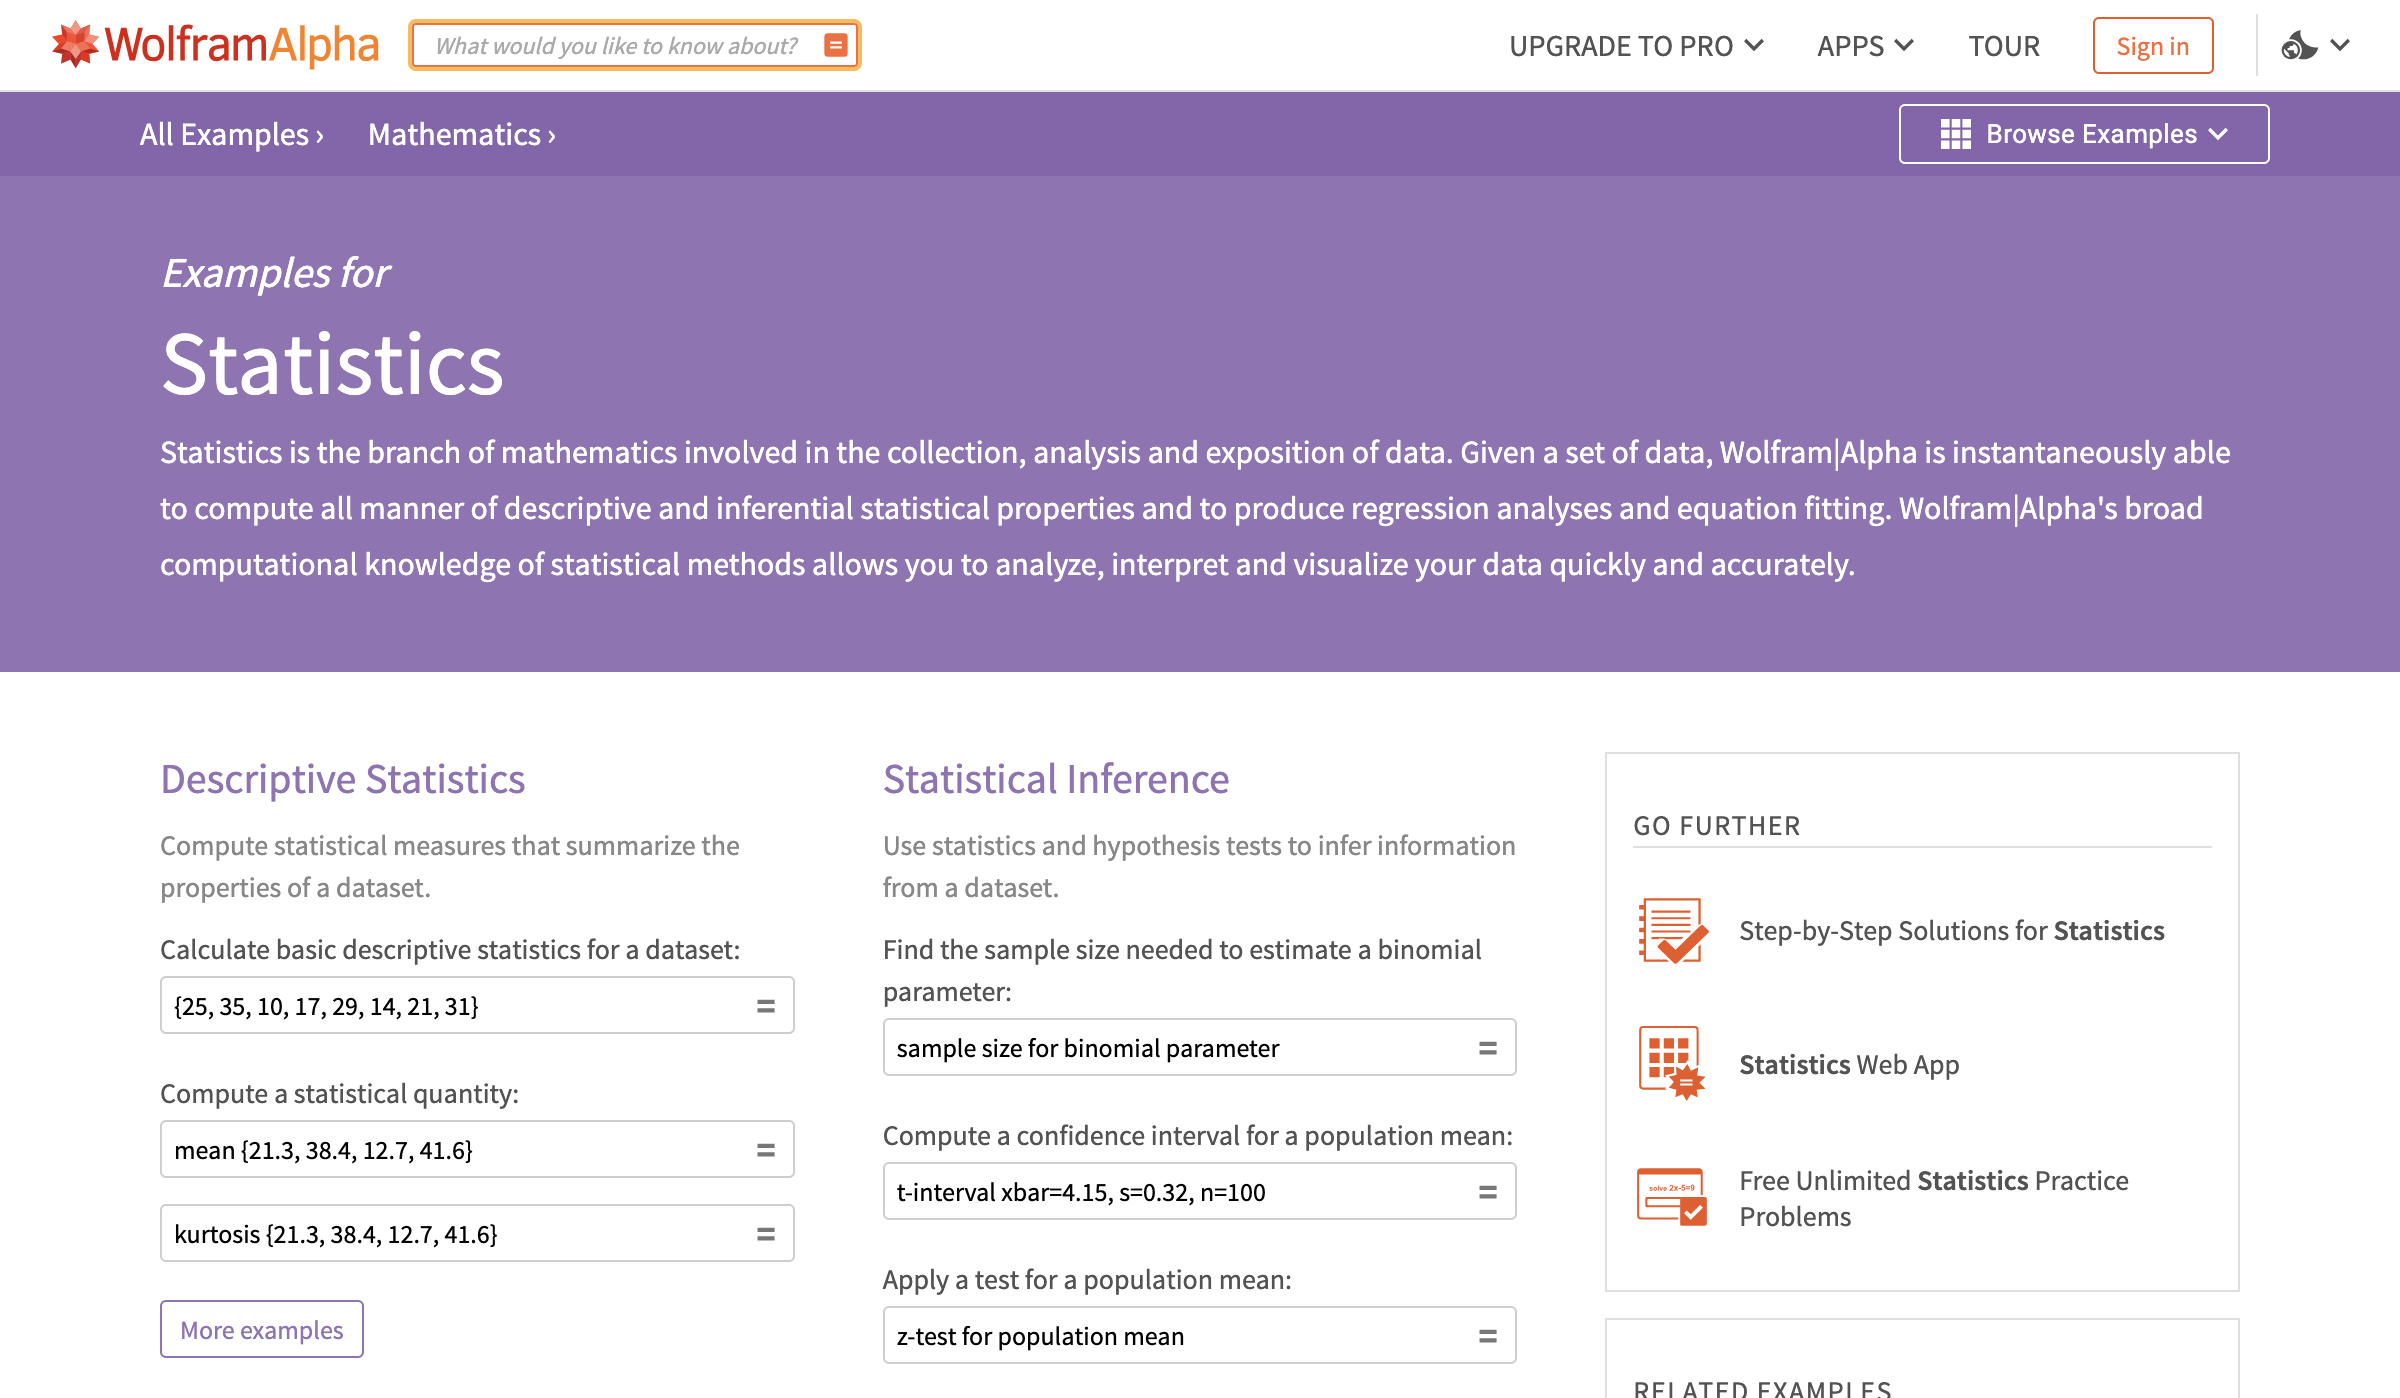 WolframAlpha
What would you like to know about?
UPGRADE TO PRO
APPS
TOUR
Sign in
All Examples ›
Mathematics ›
Browse Examples
Examples for
Statistics
Statistics is the branch of mathematics involved in the collection, analysis and exposition of data. Given a set of data, Wolfram|Alpha is instantaneously able
to compute all manner of descriptive and inferential statistical properties and to produce regression analyses and equation fitting. Wolfram|Alpha's broad
computational knowledge of statistical methods allows you to analyze, interpret and visualize your data quickly and accurately.
Descriptive Statistics
Compute statistical measures that summarize the
properties of a dataset.
Calculate basic descriptive statistics for a dataset:
{25, 35, 10, 17, 29, 14, 21, 31}
=
Compute a statistical quantity:
mean {21.3, 38.4, 12.7, 41.6}
=
kurtosis {21.3, 38.4, 12.7, 41.6}
=
More examples
Statistical Inference
Use statistics and hypothesis tests to infer information
from a dataset.
Find the sample size needed to estimate a binomial
parameter:
sample size for binomial parameter
=
Compute a confidence interval for a population mean:
t-interval xbar=4.15, s=0.32, n=100
=
Apply a test for a population mean:
z-test for population mean
=
GO FURTHER
Step-by-Step Solutions for Statistics
Statistics Web App
solve 2x-5=9
Free Unlimited Statistics Practice
Problems
RELATED EXAMPLES